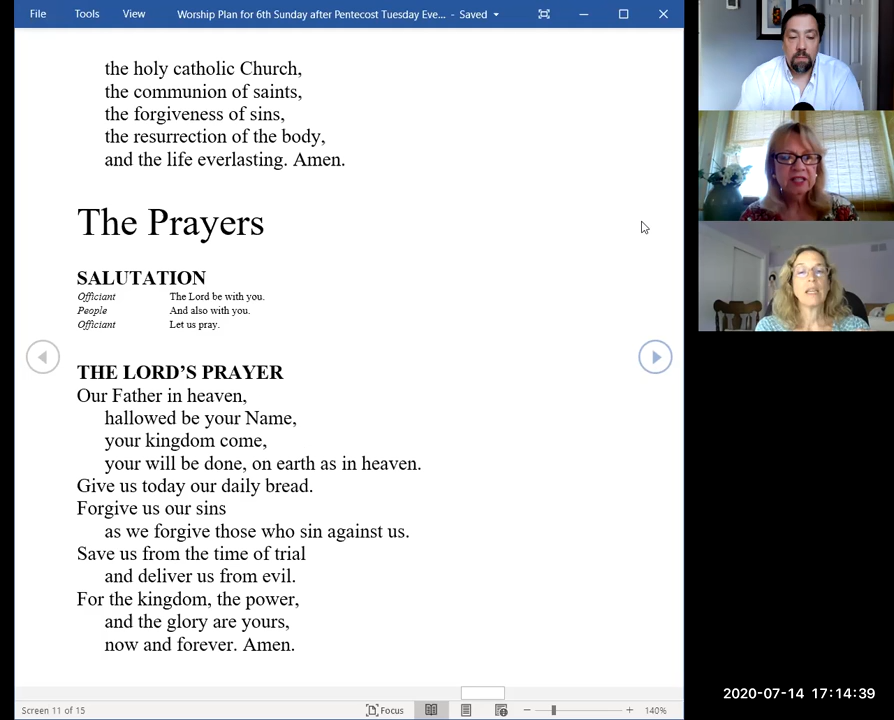 File Tools View Worship Plan for 6th Sunday after Pentecost Tuesday Eve... - Saved
the holy catholic Church,
the communion of saints,
the forgiveness of sins,
the resurrection of the body,
and the life everlasting. Amen.
The Prayers
SALUTATION
Officiant The Lord be with you.
People And also with you.
Officiant Let us pray.
THE LORD’S PRAYER
Our Father in heaven,
hallowed be your Name,
your kingdom come,
your will be done, on earth as in heaven.
Give us today our daily bread.
Forgive us our sins
as we forgive those who sin against us.
Save us from the time of trial
and deliver us from evil.
For the kingdom, the power,
and the glory are yours,
now and forever. Amen.
Screen 11 of 15 Focus 140%
2020-07-14 17:14:39